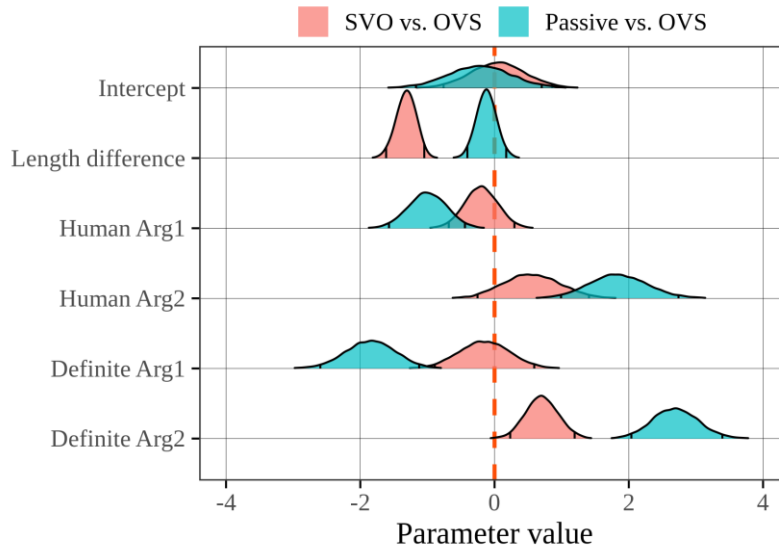 SVO vs. OVS Passive vs. OVS
Intercept
Length difference
Human Arg1
Human Arg2
Definite Arg1
Definite Arg2
-4 -2 0 2 4
Parameter value